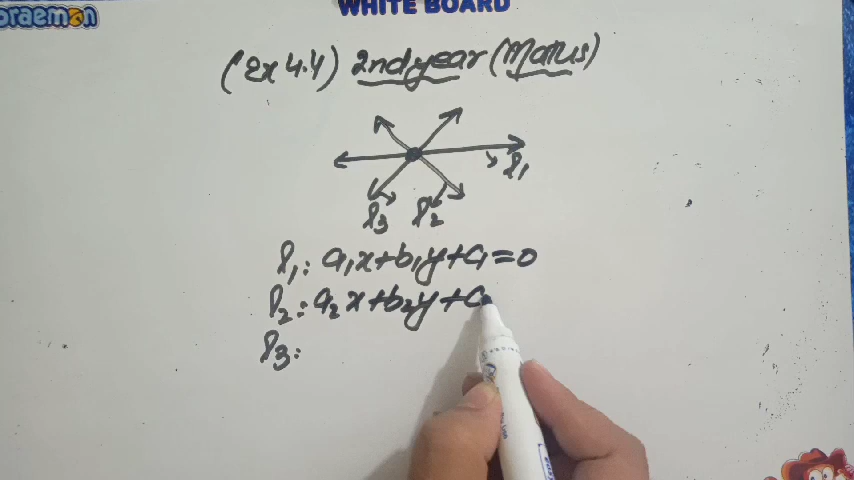 WHITE BOARD
Doraemon
(Ex 4.4) 2nd year (Maths)
l₁
l₃ l₂
l₁: a₁x+b₁y+c₁=0
l₂: a₂x+b₂y+c
l₃: